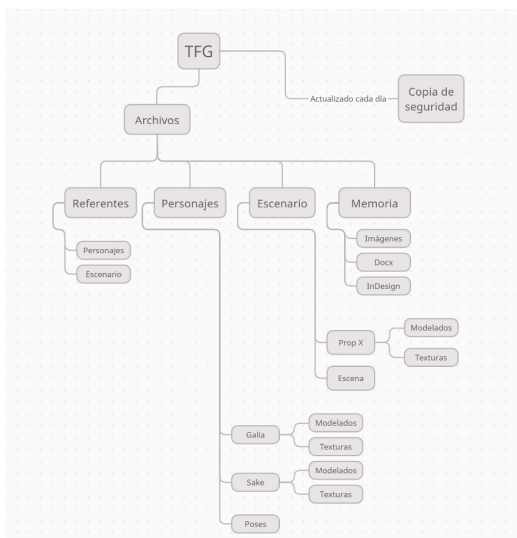 TFG
Actualizado cada día
Copia de
seguridad
Archivos
Referentes
Personajes
Escenario
Memoria
Personajes
Escenario
Imágenes
Docx
InDesign
Prop X
Modelados
Texturas
Escena
Galia
Modelados
Texturas
Sake
Modelados
Texturas
Poses